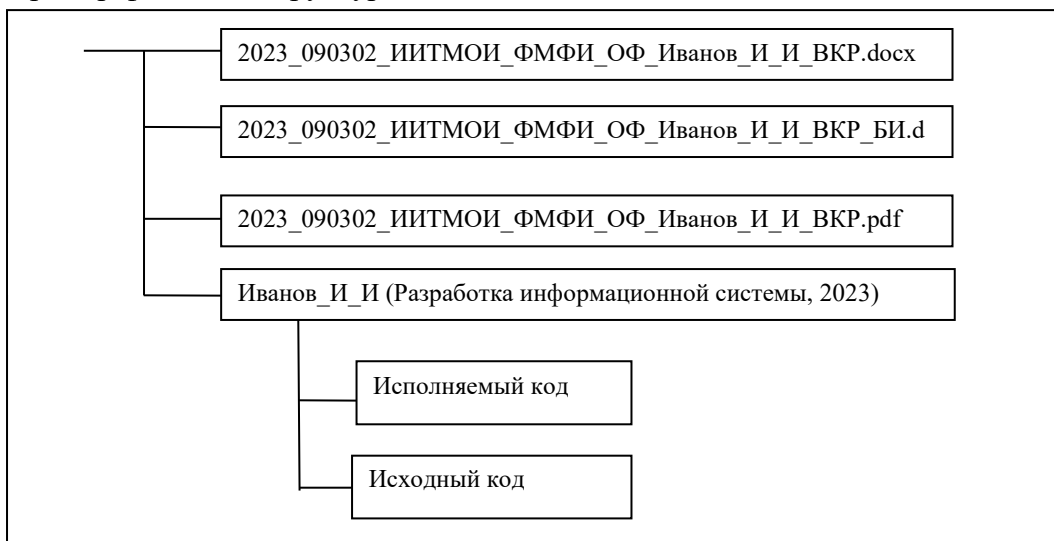 2023_090302_ИИТМОИ_ФМФИ_ОФ_Иванов_И_И_ВКР.docx
2023_090302_ИИТМОИ_ФМФИ_ОФ_Иванов_И_И_ВКР_БИ.d
2023_090302_ИИТМОИ_ФМФИ_ОФ_Иванов_И_И_ВКР.pdf
Иванов_И_И (Разработка информационной системы, 2023)
Исполняемый код
Исходный код